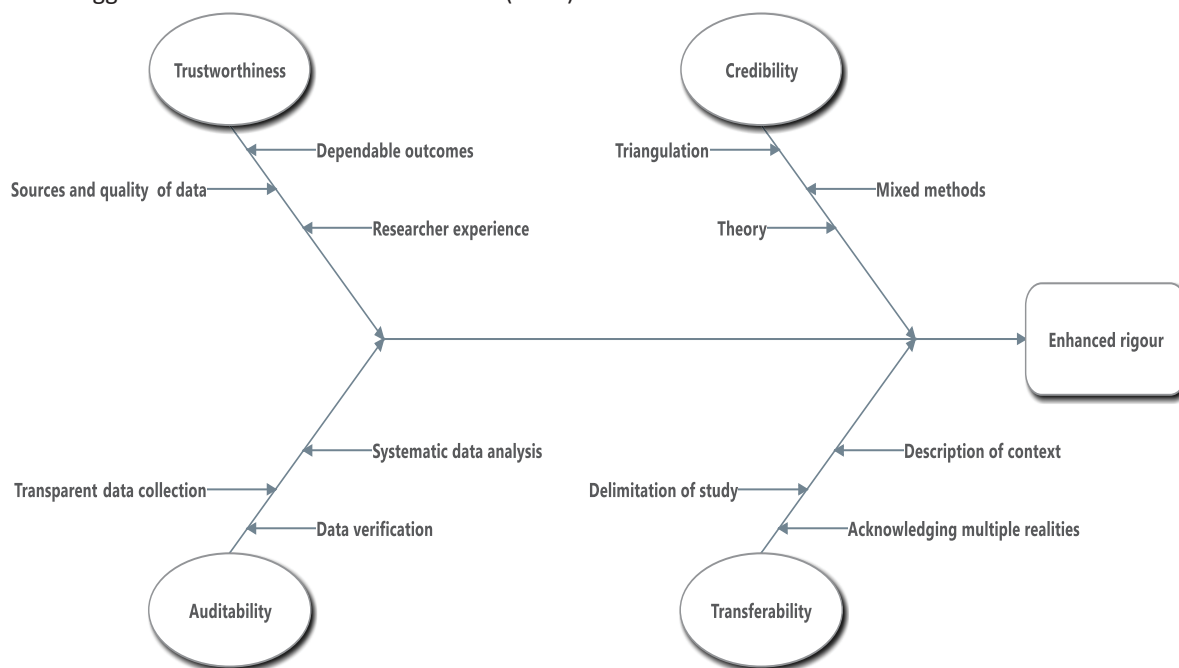 Trustworthiness
Credibility
Dependable outcomes
Triangulation
Sources and quality of data
Mixed methods
Researcher experience
Theory
Enhanced rigour
Systematic data analysis
Description of context
Transparent data collection
Delimitation of study
Data verification
Acknowledging multiple realities
Auditability
Transferability